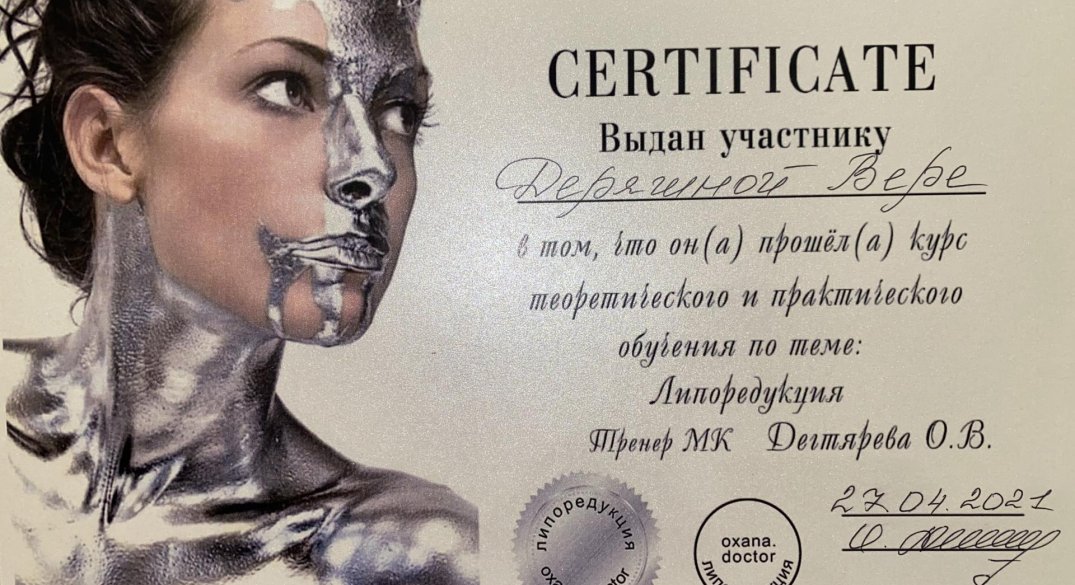 CERTIFICATE
Выдан участнику
Деряжной Вере
в том, что он(а) прошёл(а) курс
теоретического и практического
обучения по теме:
Липоредукция
Тренер МК Дегтярева О.В.
27.04.2021
липоредукция
oxana.
doctor